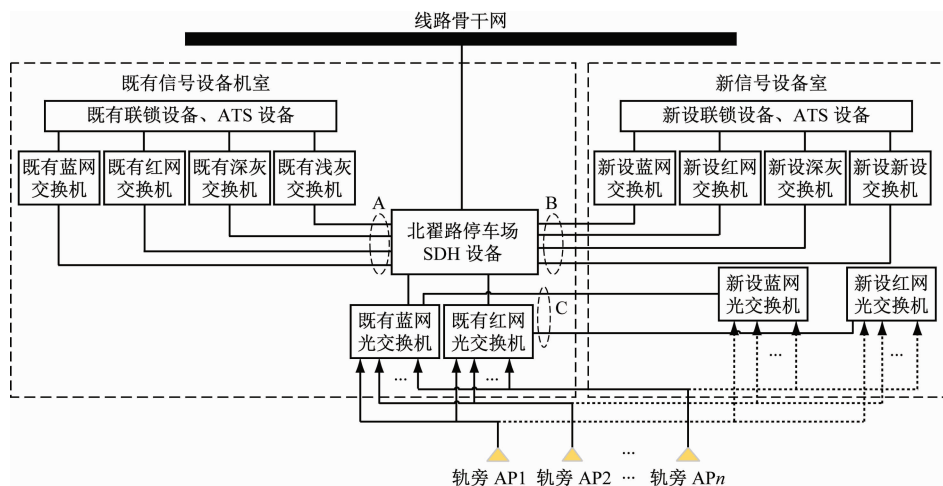 线路骨干网
既有信号设备机室
新信号设备室
既有联锁设备、ATS 设备
新设联锁设备、ATS 设备
既有蓝网
交换机
既有红网
交换机
既有深灰
交换机
既有浅灰
交换机
新设蓝网
交换机
新设红网
交换机
新设深灰
交换机
新设新设
交换机
A
B
北翟路停车场
SDH 设备
C
既有蓝网
光交换机
既有红网
光交换机
新设蓝网
光交换机
新设红网
光交换机
...
...
...
...
...
轨旁 AP1 轨旁 AP2 ... 轨旁 APn